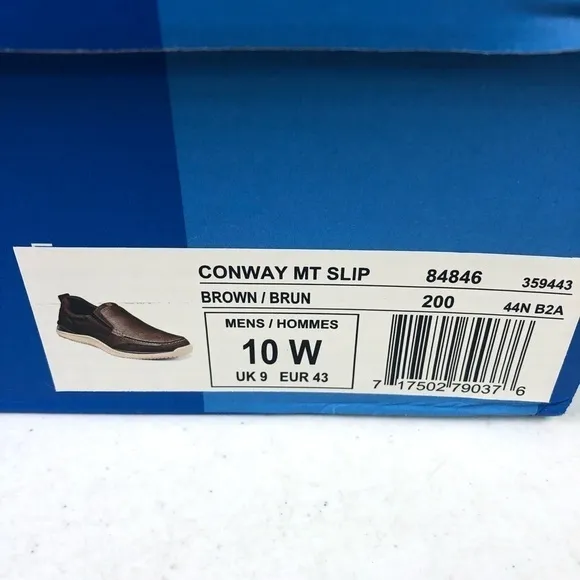 CONWAY MT SLIP 84846 359443
BROWN / BRUN 200 44N B2A
MENS / HOMMES
10 W
UK 9 EUR 43
7 17502 79037 6